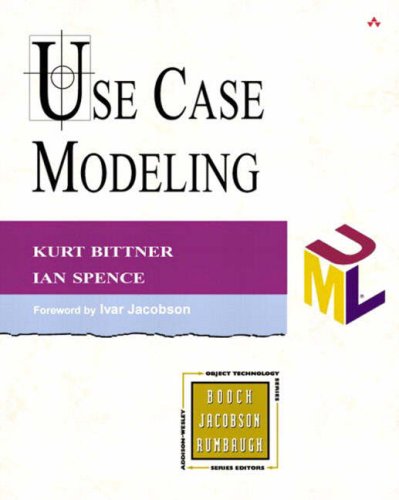 USE CASE
MODELING
KURT BITTNER
IAN SPENCE
Foreword by Ivar Jacobson
UML®
OBJECT TECHNOLOGY
SERIES
BOOCH
JACOBSON
RUMBAUGH
ADDISON-WESLEY
SERIES EDITORS